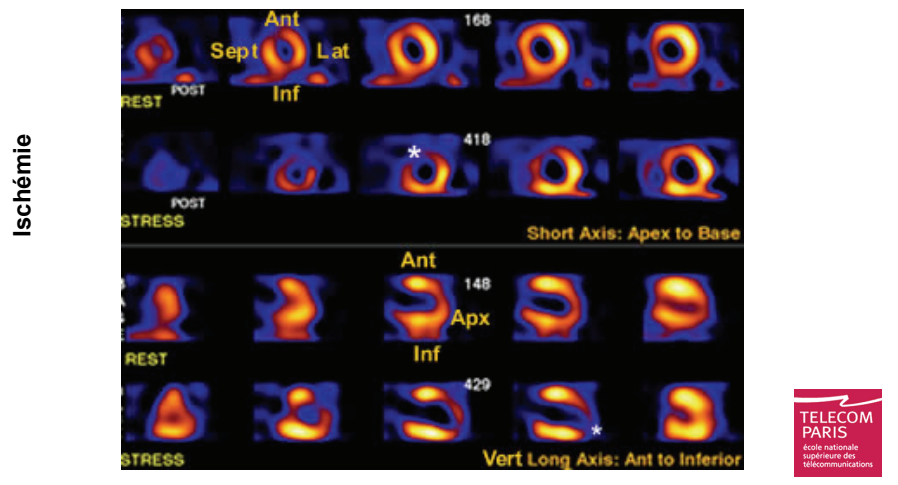 Ischémie
Ant
168
Sept
Lat
POST
Inf
REST
418
*
POST
STRESS
Short Axis: Apex to Base
Ant
148
Apx
REST
Inf
429
*
STRESS
Vert Long Axis: Ant to Inferior
TELECOM
PARIS
école nationale
supérieure des
télécommunications